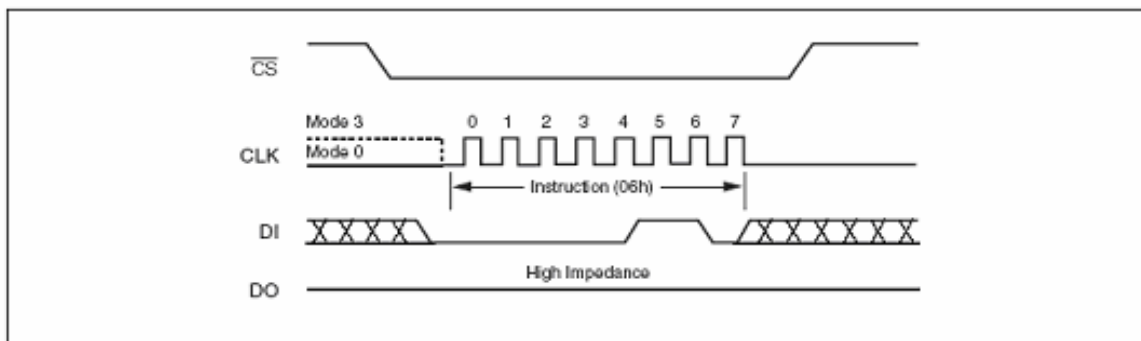 CS
Mode 3
0 1 2 3 4 5 6 7
CLK
Mode 0
Instruction (06h)
DI
High Impedance
DO